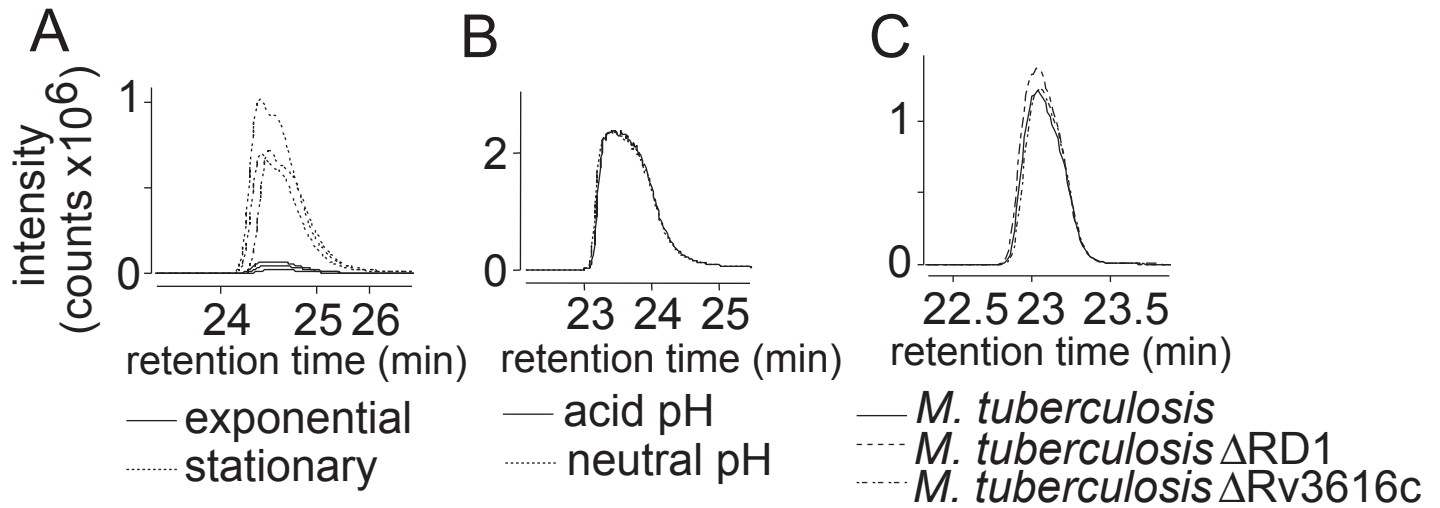 A
B
C
intensity
(counts x10⁶)
1
0
24 25 26
retention time (min)
exponential
stationary
2
0
23 24 25
retention time (min)
acid pH
neutral pH
1
0
22.5 23 23.5
retention time (min)
M. tuberculosis
M. tuberculosis ΔRD1
M. tuberculosis ΔRv3616c